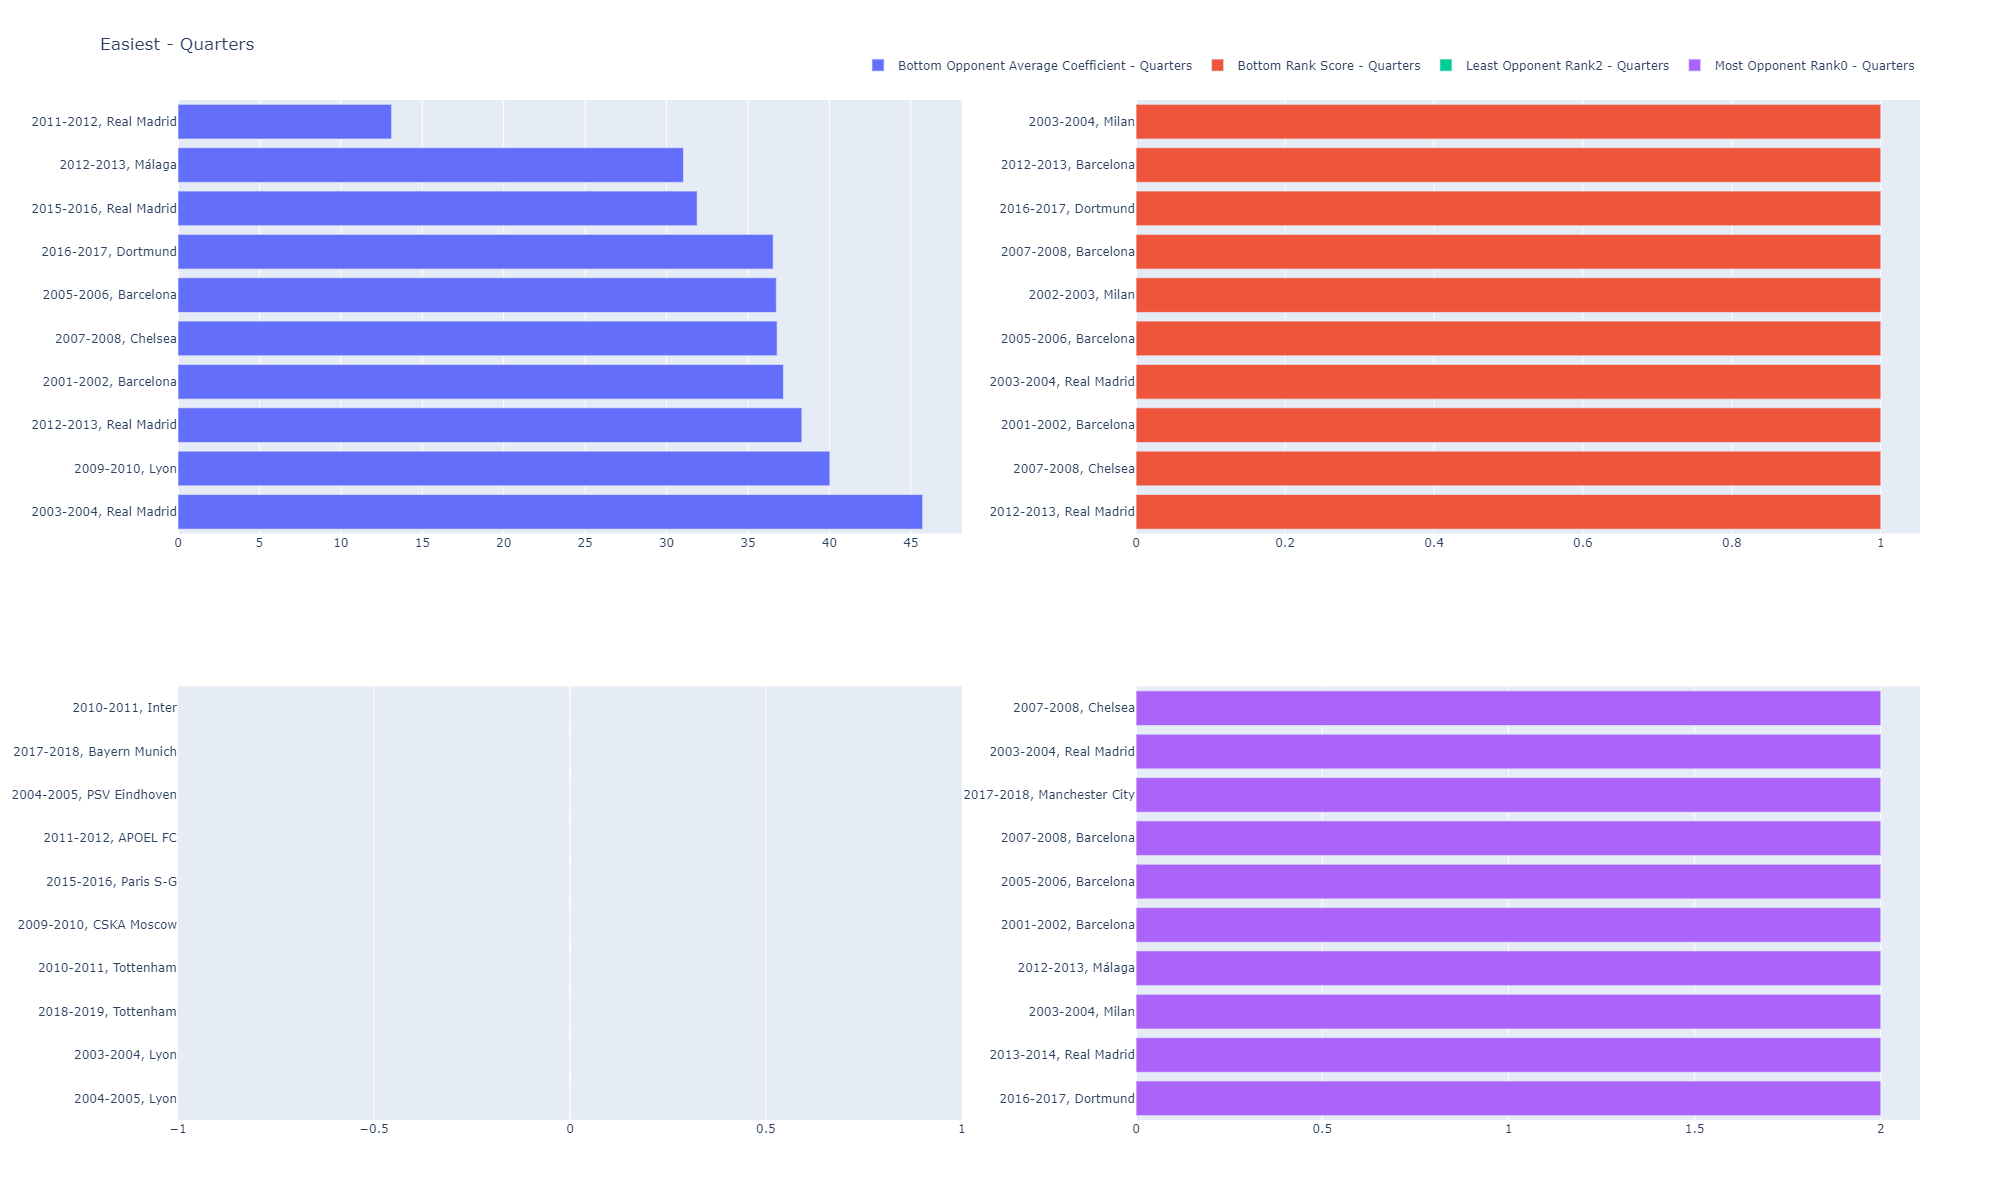 Easiest - Quarters
Bottom Opponent Average Coefficient - Quarters
Bottom Rank Score - Quarters
Least Opponent Rank2 - Quarters
Most Opponent Rank0 - Quarters
2011-2012, Real Madrid
2012-2013, Málaga
2015-2016, Real Madrid
2016-2017, Dortmund
2005-2006, Barcelona
2007-2008, Chelsea
2001-2002, Barcelona
2012-2013, Real Madrid
2009-2010, Lyon
2003-2004, Real Madrid
0 5 10 15 20 25 30 35 40 45
2003-2004, Milan
2012-2013, Barcelona
2016-2017, Dortmund
2007-2008, Barcelona
2002-2003, Milan
2005-2006, Barcelona
2003-2004, Real Madrid
2001-2002, Barcelona
2007-2008, Chelsea
2012-2013, Real Madrid
0 0.2 0.4 0.6 0.8 1
2010-2011, Inter
2017-2018, Bayern Munich
2004-2005, PSV Eindhoven
2011-2012, APOEL FC
2015-2016, Paris S-G
2009-2010, CSKA Moscow
2010-2011, Tottenham
2018-2019, Tottenham
2003-2004, Lyon
2004-2005, Lyon
−1 −0.5 0 0.5 1
2007-2008, Chelsea
2003-2004, Real Madrid
2017-2018, Manchester City
2007-2008, Barcelona
2005-2006, Barcelona
2001-2002, Barcelona
2012-2013, Málaga
2003-2004, Milan
2013-2014, Real Madrid
2016-2017, Dortmund
0 0.5 1 1.5 2